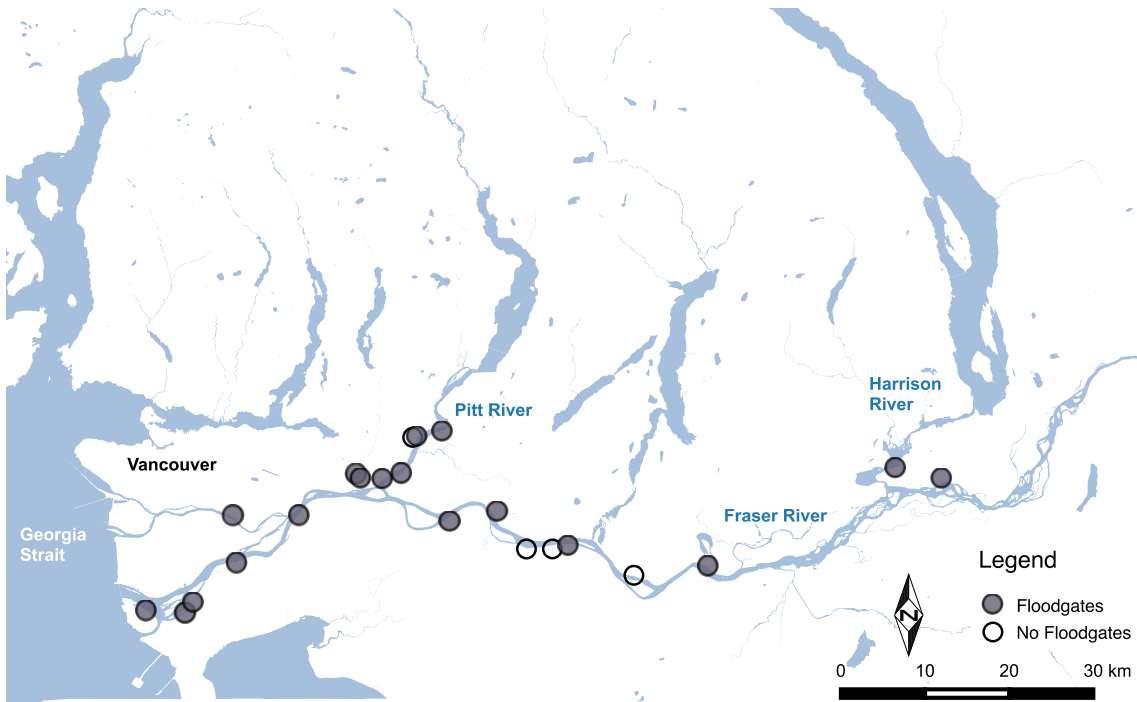 Pitt River
Harrison
River
Vancouver
Georgia
Strait
Fraser River
Legend
Floodgates
No Floodgates
N
0 10 20 30 km